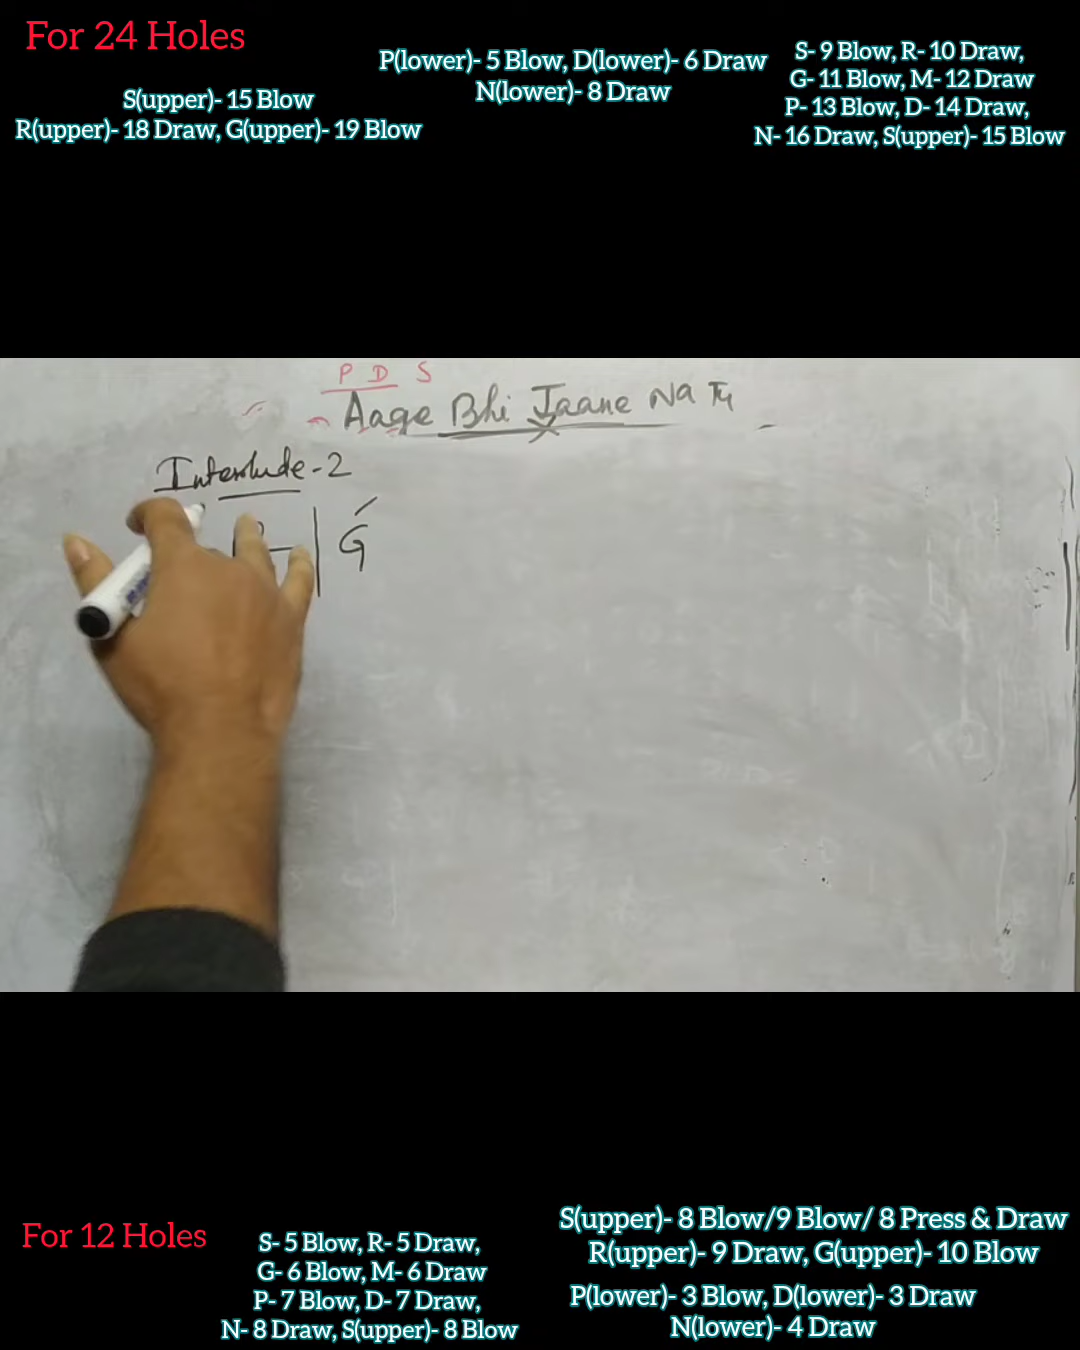 For 24 Holes
S(upper)- 15 Blow
R(upper)- 18 Draw, G(upper)- 19 Blow
P(lower)- 5 Blow, D(lower)- 6 Draw
N(lower)- 8 Draw
S- 9 Blow, R- 10 Draw,
G- 11 Blow, M- 12 Draw
P- 13 Blow, D- 14 Draw,
N- 16 Draw, S(upper)- 15 Blow
P D S
Aage Bhi Jaane Na Tu
Interlude-2
G
For 12 Holes
S- 5 Blow, R- 5 Draw,
G- 6 Blow, M- 6 Draw
P- 7 Blow, D- 7 Draw,
N- 8 Draw, S(upper)- 8 Blow
S(upper)- 8 Blow/9 Blow/ 8 Press & Draw
R(upper)- 9 Draw, G(upper)- 10 Blow
P(lower)- 3 Blow, D(lower)- 3 Draw
N(lower)- 4 Draw